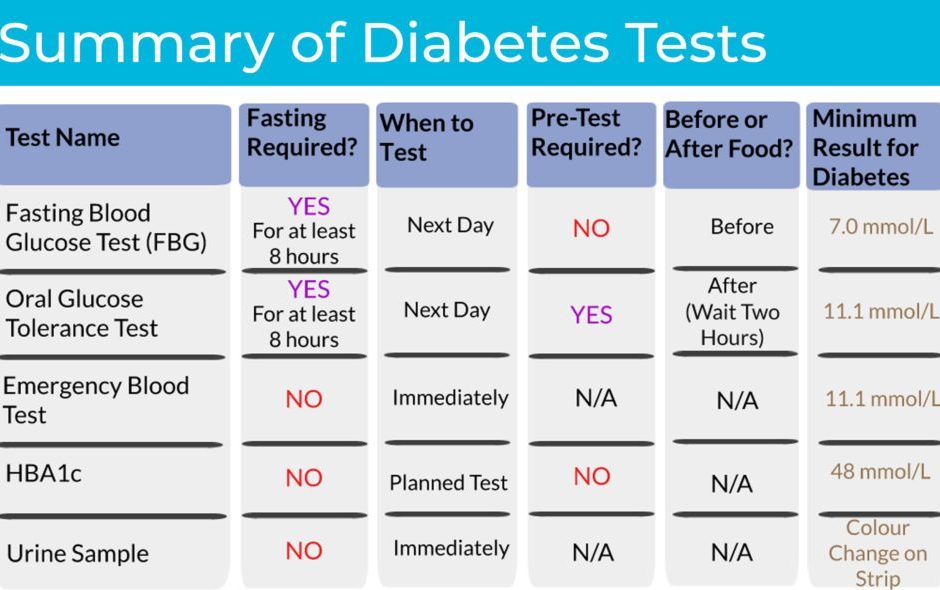 Summary of Diabetes Tests
Test Name
Fasting
Required?
When to
Test
Pre-Test
Required?
Before or
After Food?
Minimum
Result for
Diabetes
Fasting Blood
Glucose Test (FBG)
YES
For at least
8 hours
Next Day
NO
Before
7.0 mmol/L
Oral Glucose
Tolerance Test
YES
For at least
8 hours
Next Day
YES
After
(Wait Two
Hours)
11.1 mmol/L
Emergency Blood
Test
NO
Immediately
N/A
N/A
11.1 mmol/L
HBA1c
NO
Planned Test
NO
N/A
48 mmol/L
Urine Sample
NO
Immediately
N/A
N/A
Colour
Change on
Strip